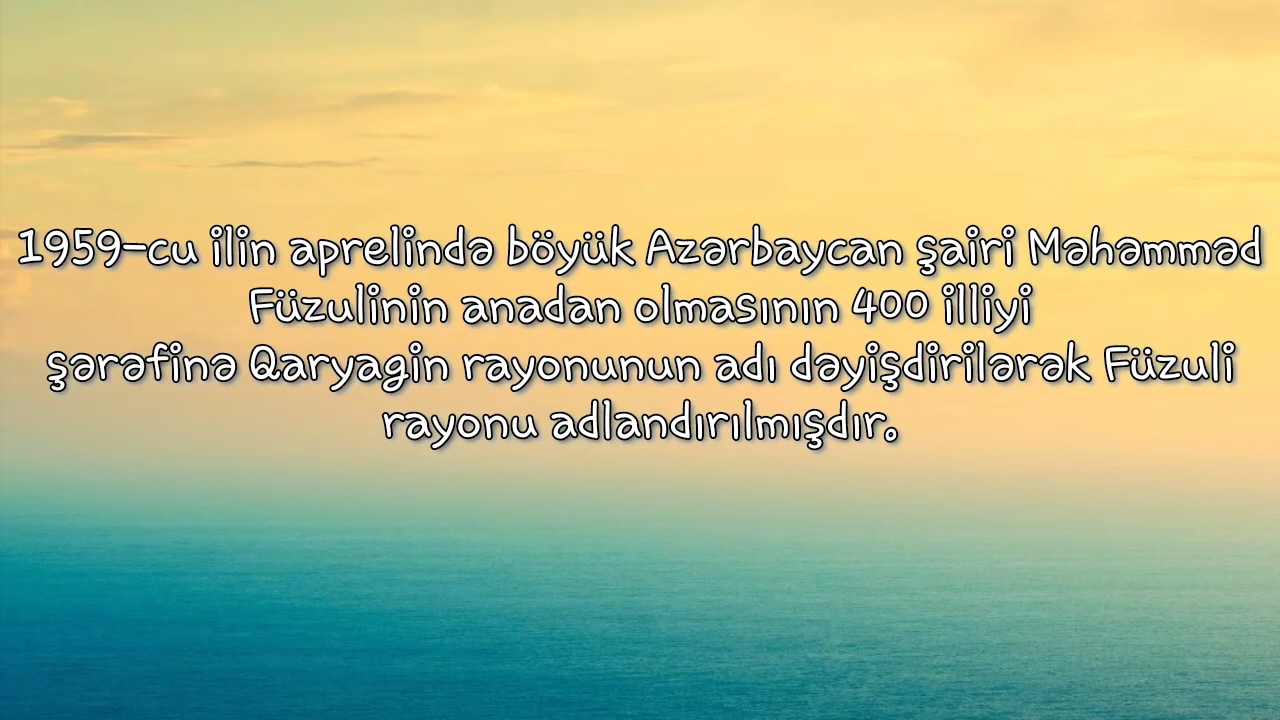 1959-cu ilin aprelində böyük Azərbaycan şairi Məhəmməd
Füzulinin anadan olmasının 400 illiyi
şərəfinə Qaryagin rayonunun adı dəyişdirilərək Füzuli
rayonu adlandırılmışdır.